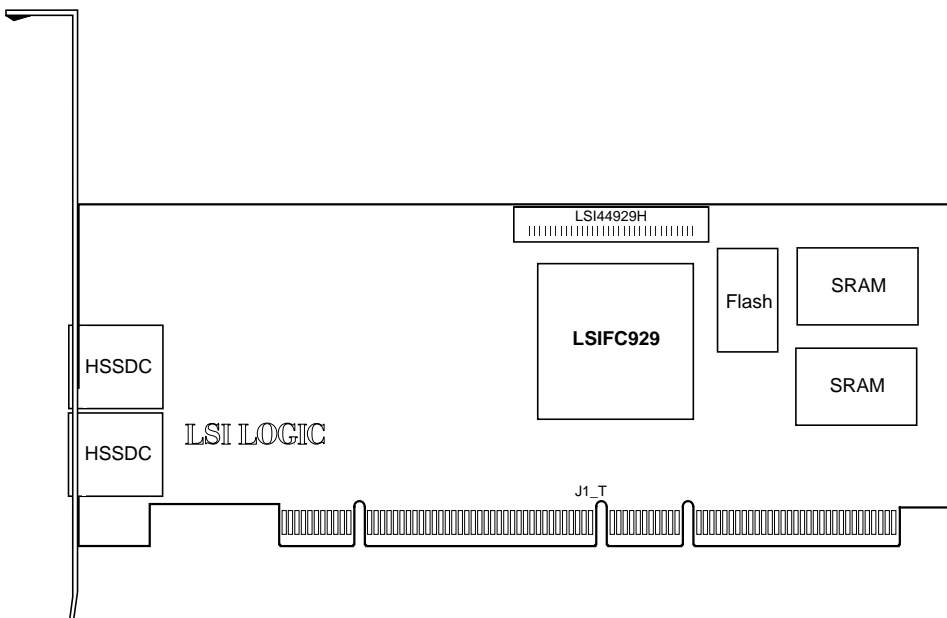 LSI44929H
LSIFC929
Flash
SRAM
SRAM
HSSDC
HSSDC
LSI LOGIC
J1_T